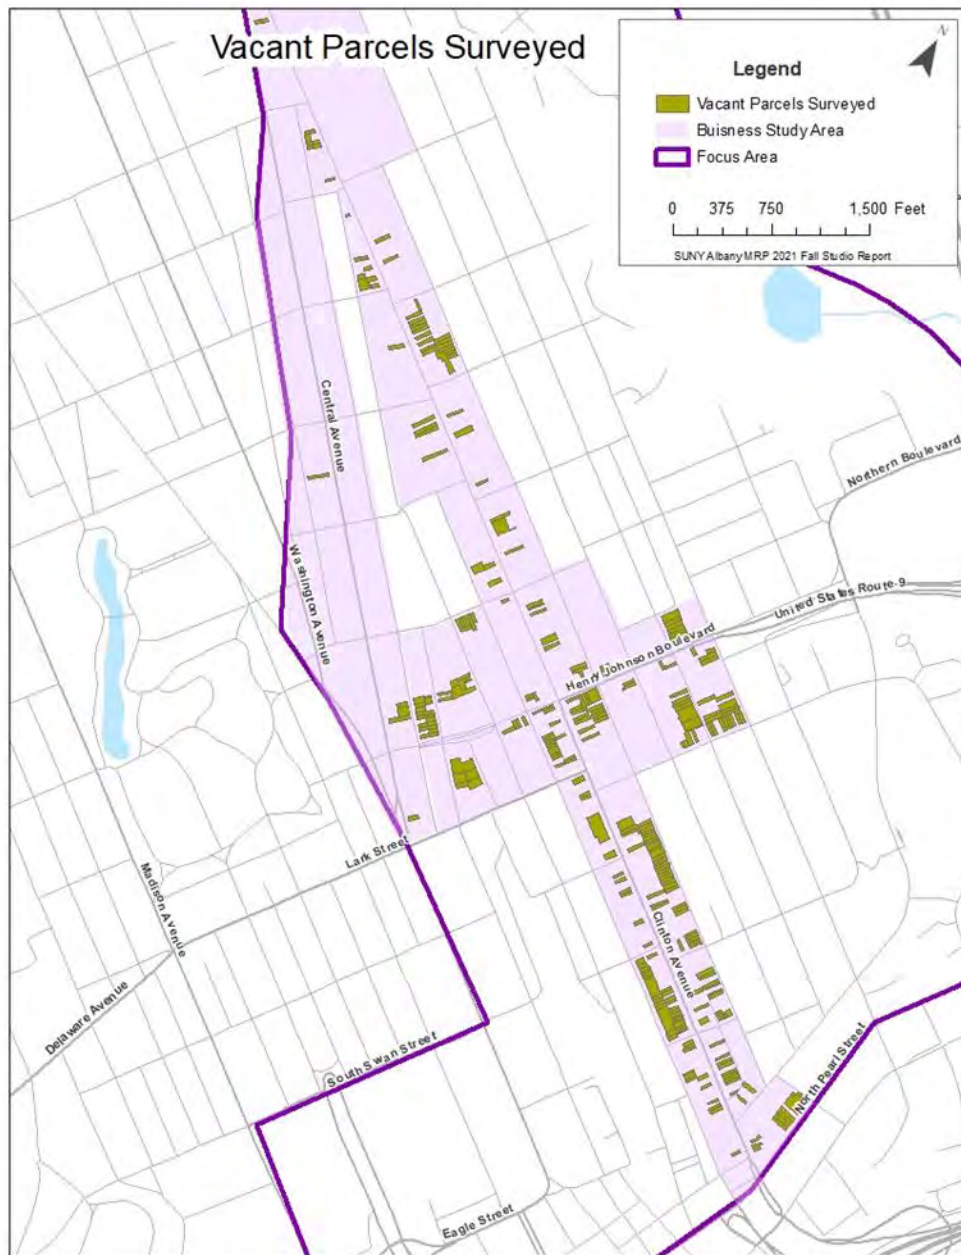 Vacant Parcels Surveyed
N
Legend
Vacant Parcels Surveyed
Buisness Study Area
Focus Area
0 375 750 1,500 Feet
SUNY Albany MRP 2021 Fall Studio Report
Central Avenue
Northern Boulevard
Washington Avenue
United States Route 9
Henry Johnson Boulevard
Lark Street
Madison Avenue
Clinton Avenue
Delaware Avenue
South Swan Street
North Pearl Street
Eagle Street